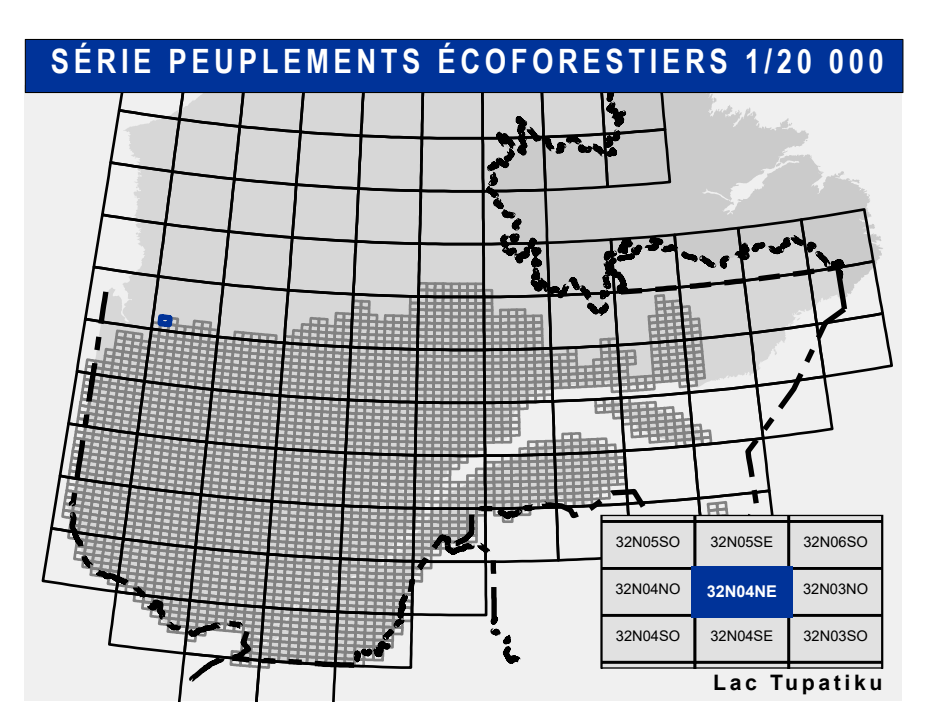 SÉRIE PEUPLEMENTS ÉCOFORESTIERS 1/20 000
32N05SO 32N05SE 32N06SO
32N04NO 32N04NE 32N03NO
32N04SO 32N04SE 32N03SO
Lac Tupatiku